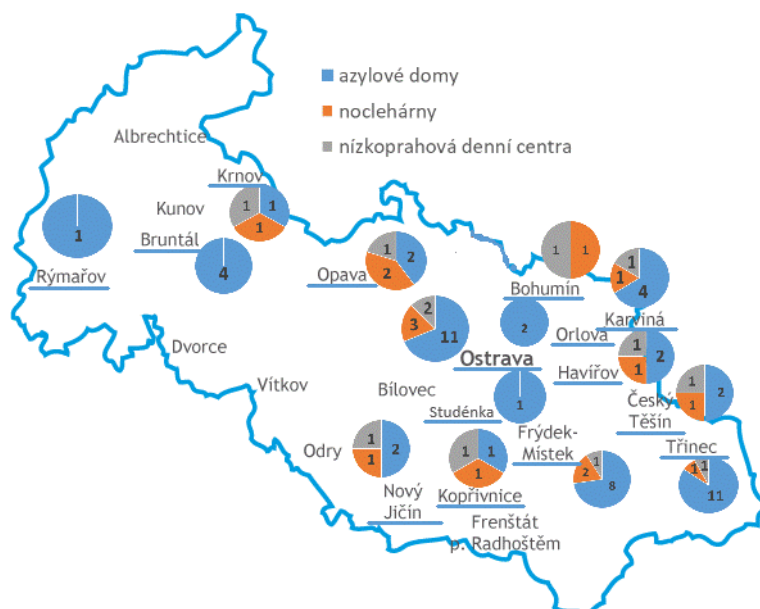 azylové domy
noclehárny
nízkoprahová denní centra
Albrechtice
Krnov
1
1
1
Kunov
Bruntál
4
1
Rýmařov
Opava
1
2
2
1
1
Bohumín
1
1
4
Karviná
2
3
11
Ostrava
2
Orlová
Havířov
1
2
1
Dvorce
Vítkov
Bílovec
Studénka
1
Český
Těšín
1
2
1
Odry
1
2
1
Nový
Jičín
1
1
1
Kopřivnice
Frýdek-
Místek
1
2
8
Třinec
1
1
11
Frenštát
p. Radhoštěm